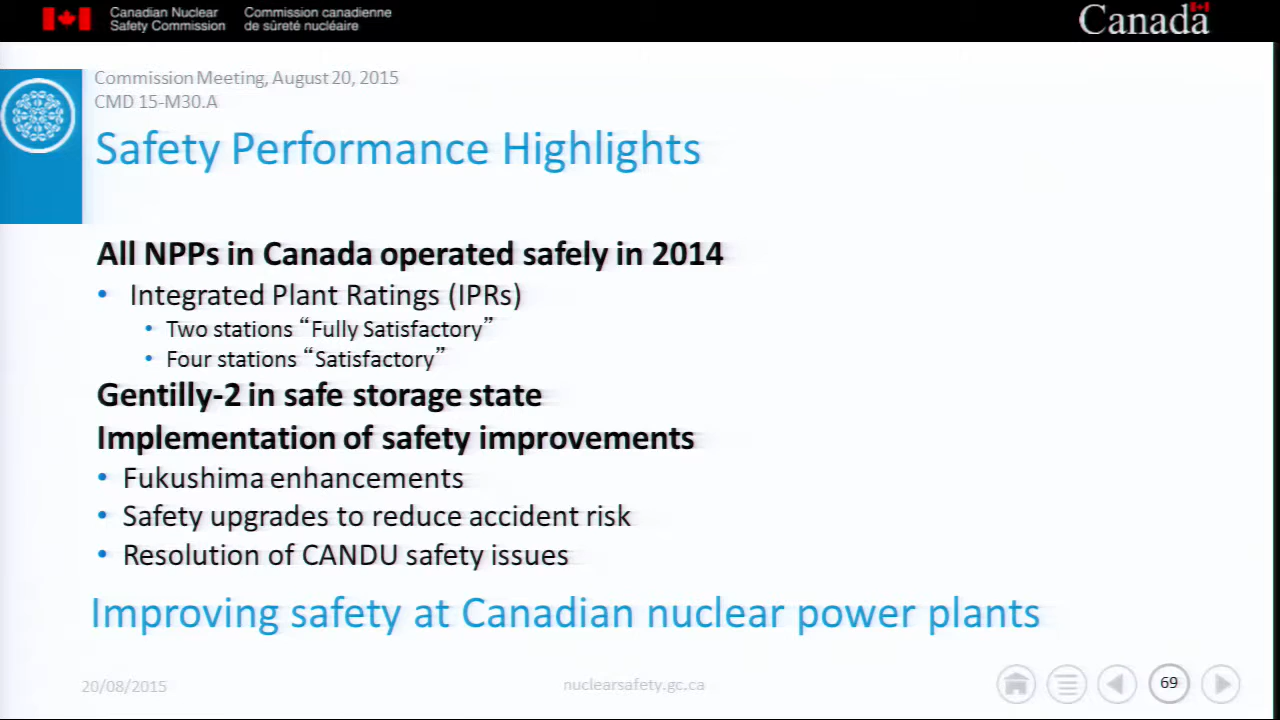 Canadian Nuclear
Safety Commission
Commission canadienne
de sûreté nucléaire
Canada
Commission Meeting, August 20, 2015
CMD 15-M30.A
Safety Performance Highlights
All NPPs in Canada operated safely in 2014
• Integrated Plant Ratings (IPRs)
• Two stations “Fully Satisfactory”
• Four stations “Satisfactory”
Gentilly-2 in safe storage state
Implementation of safety improvements
• Fukushima enhancements
• Safety upgrades to reduce accident risk
• Resolution of CANDU safety issues
Improving safety at Canadian nuclear power plants
20/08/2015
nuclearsafety.gc.ca
69